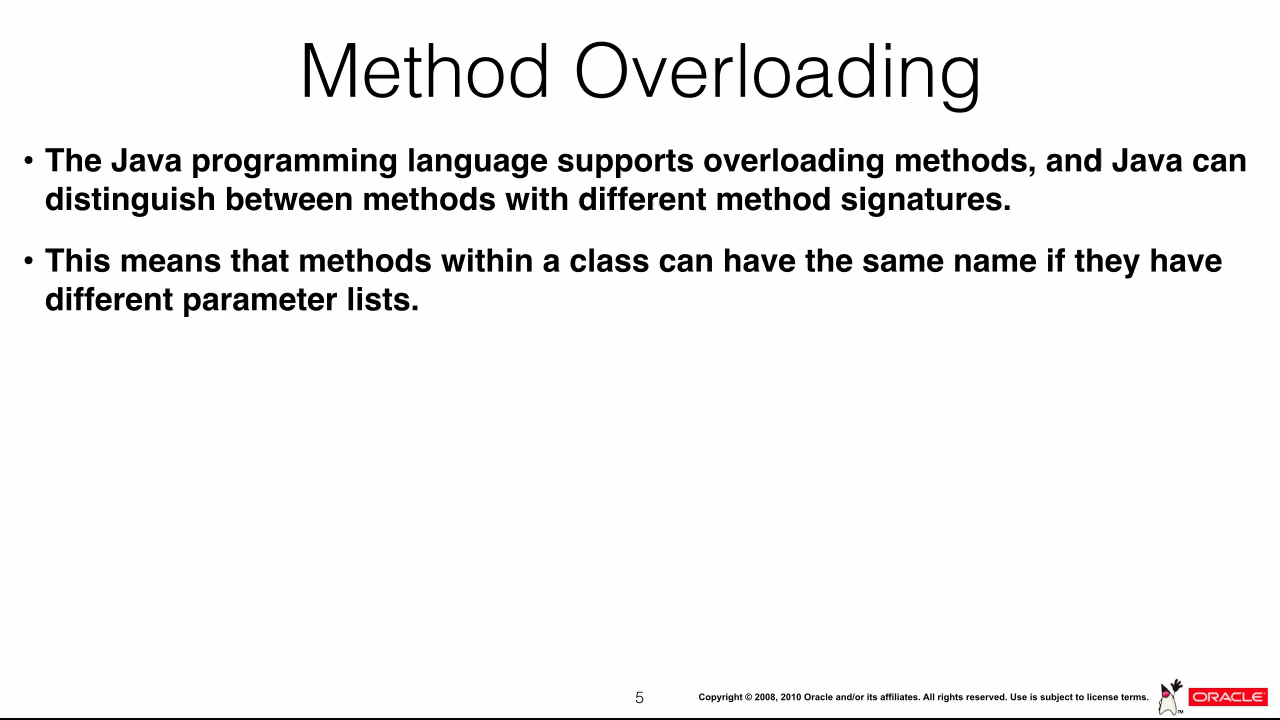 Method Overloading
• The Java programming language supports overloading methods, and Java can
distinguish between methods with different method signatures.
• This means that methods within a class can have the same name if they have
different parameter lists.
5
Copyright © 2008, 2010 Oracle and/or its affiliates. All rights reserved. Use is subject to license terms.
TM
ORACLE